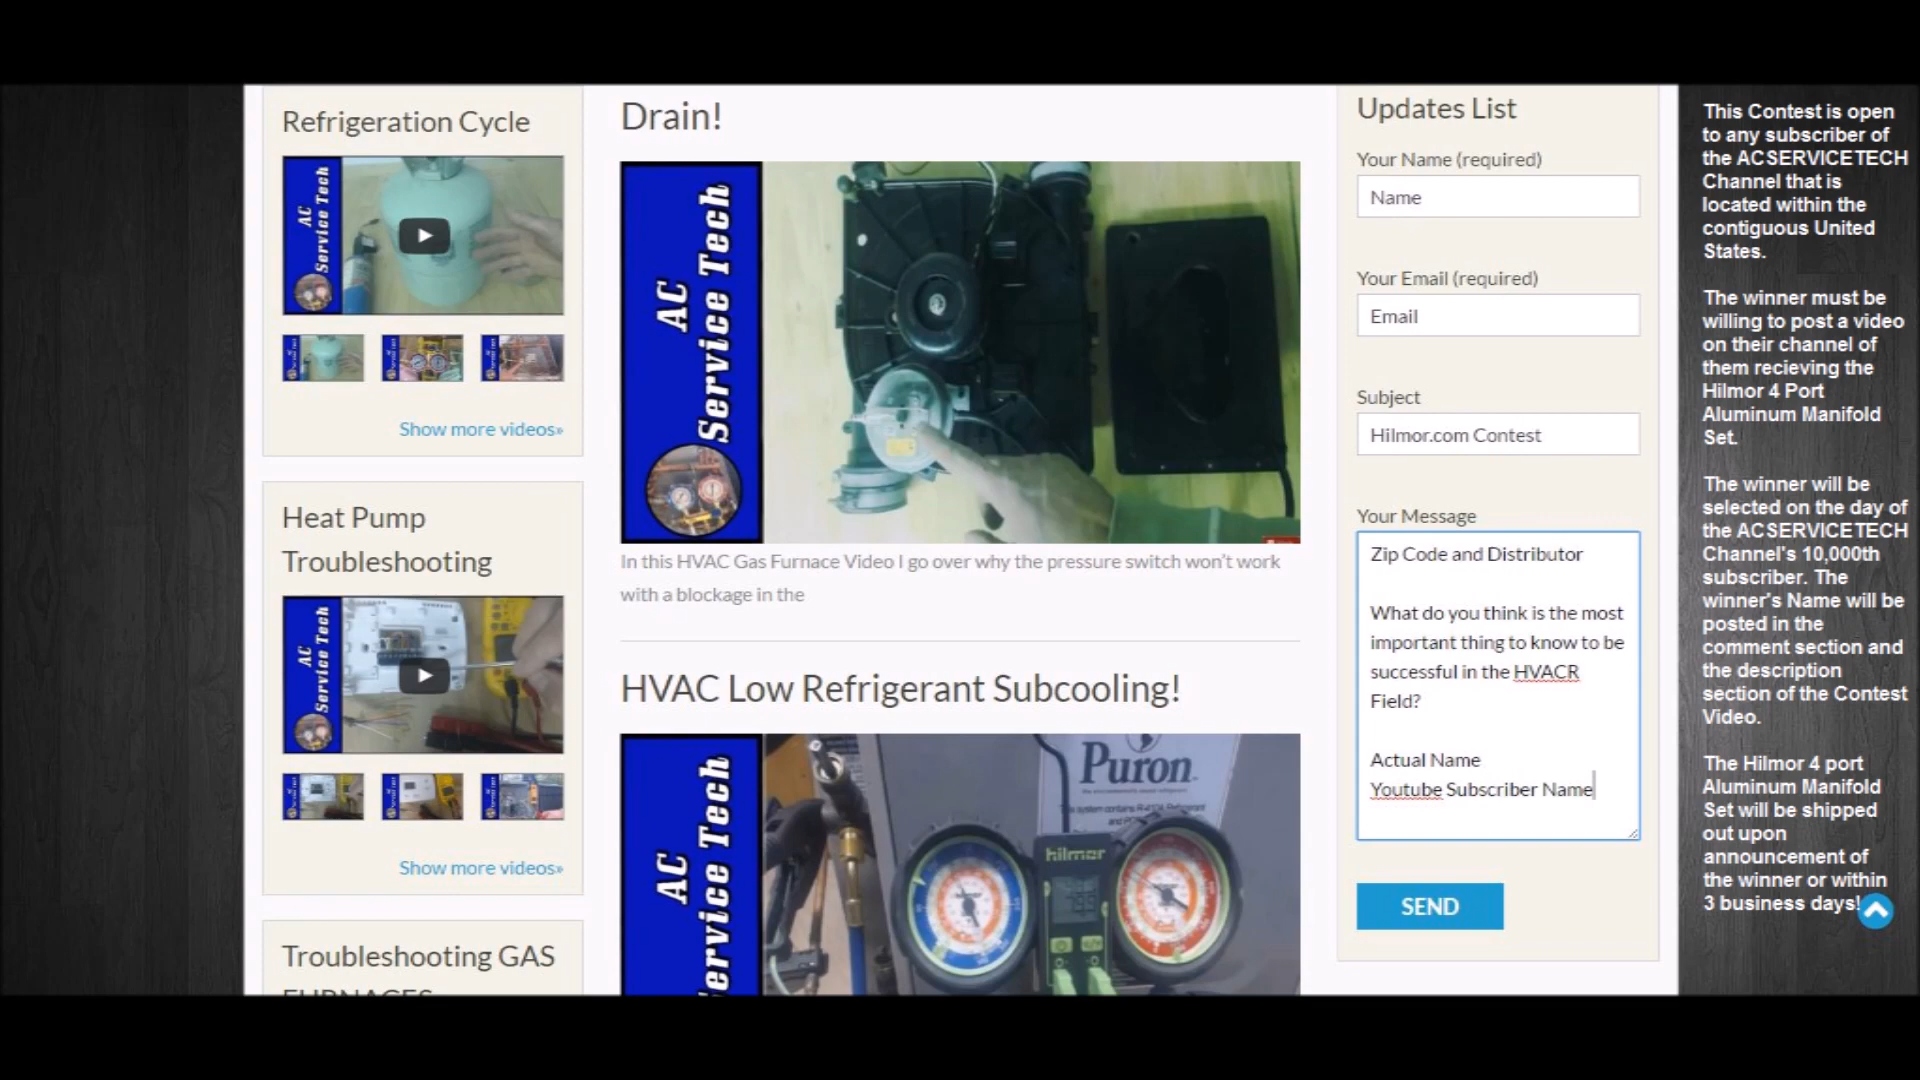 Refrigeration Cycle
AC
Service Tech
Show more videos»
Heat Pump
Troubleshooting
AC
Service Tech
Show more videos»
Troubleshooting GAS
FURNACES
Drain!
AC
Service Tech
In this HVAC Gas Furnace Video I go over why the pressure switch won't work
with a blockage in the
HVAC Low Refrigerant Subcooling!
AC
Service Tech
Puron
hilmor
Updates List
Your Name (required)
Name
Your Email (required)
Email
Subject
Hilmor.com Contest
Your Message
Zip Code and Distributor
What do you think is the most
important thing to know to be
successful in the HVACR
Field?
Actual Name
Youtube Subscriber Name
SEND
This Contest is open
to any subscriber of
the ACSERVICETECH
Channel that is
located within the
contiguous United
States.
The winner must be
willing to post a video
on their channel of
them recieving the
Hilmor 4 Port
Aluminum Manifold
Set.
The winner will be
selected on the day of
the ACSERVICETECH
Channel's 10,000th
subscriber. The
winner's Name will be
posted in the
comment section and
the description
section of the Contest
Video.
The Hilmor 4 port
Aluminum Manifold
Set will be shipped
out upon
announcement of
the winner or within
3 business days!